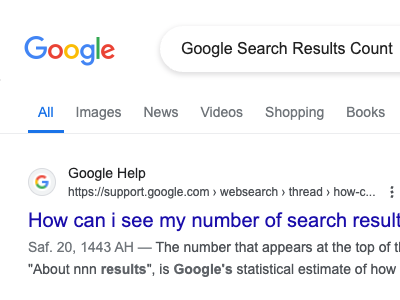 Google
Google Search Results Count
All Images News Videos Shopping Books
Google Help
https://support.google.com › websearch › thread › how-c...
How can i see my number of search result
Saf. 20, 1443 AH — The number that appears at the top of t
"About nnn results", is Google's statistical estimate of how